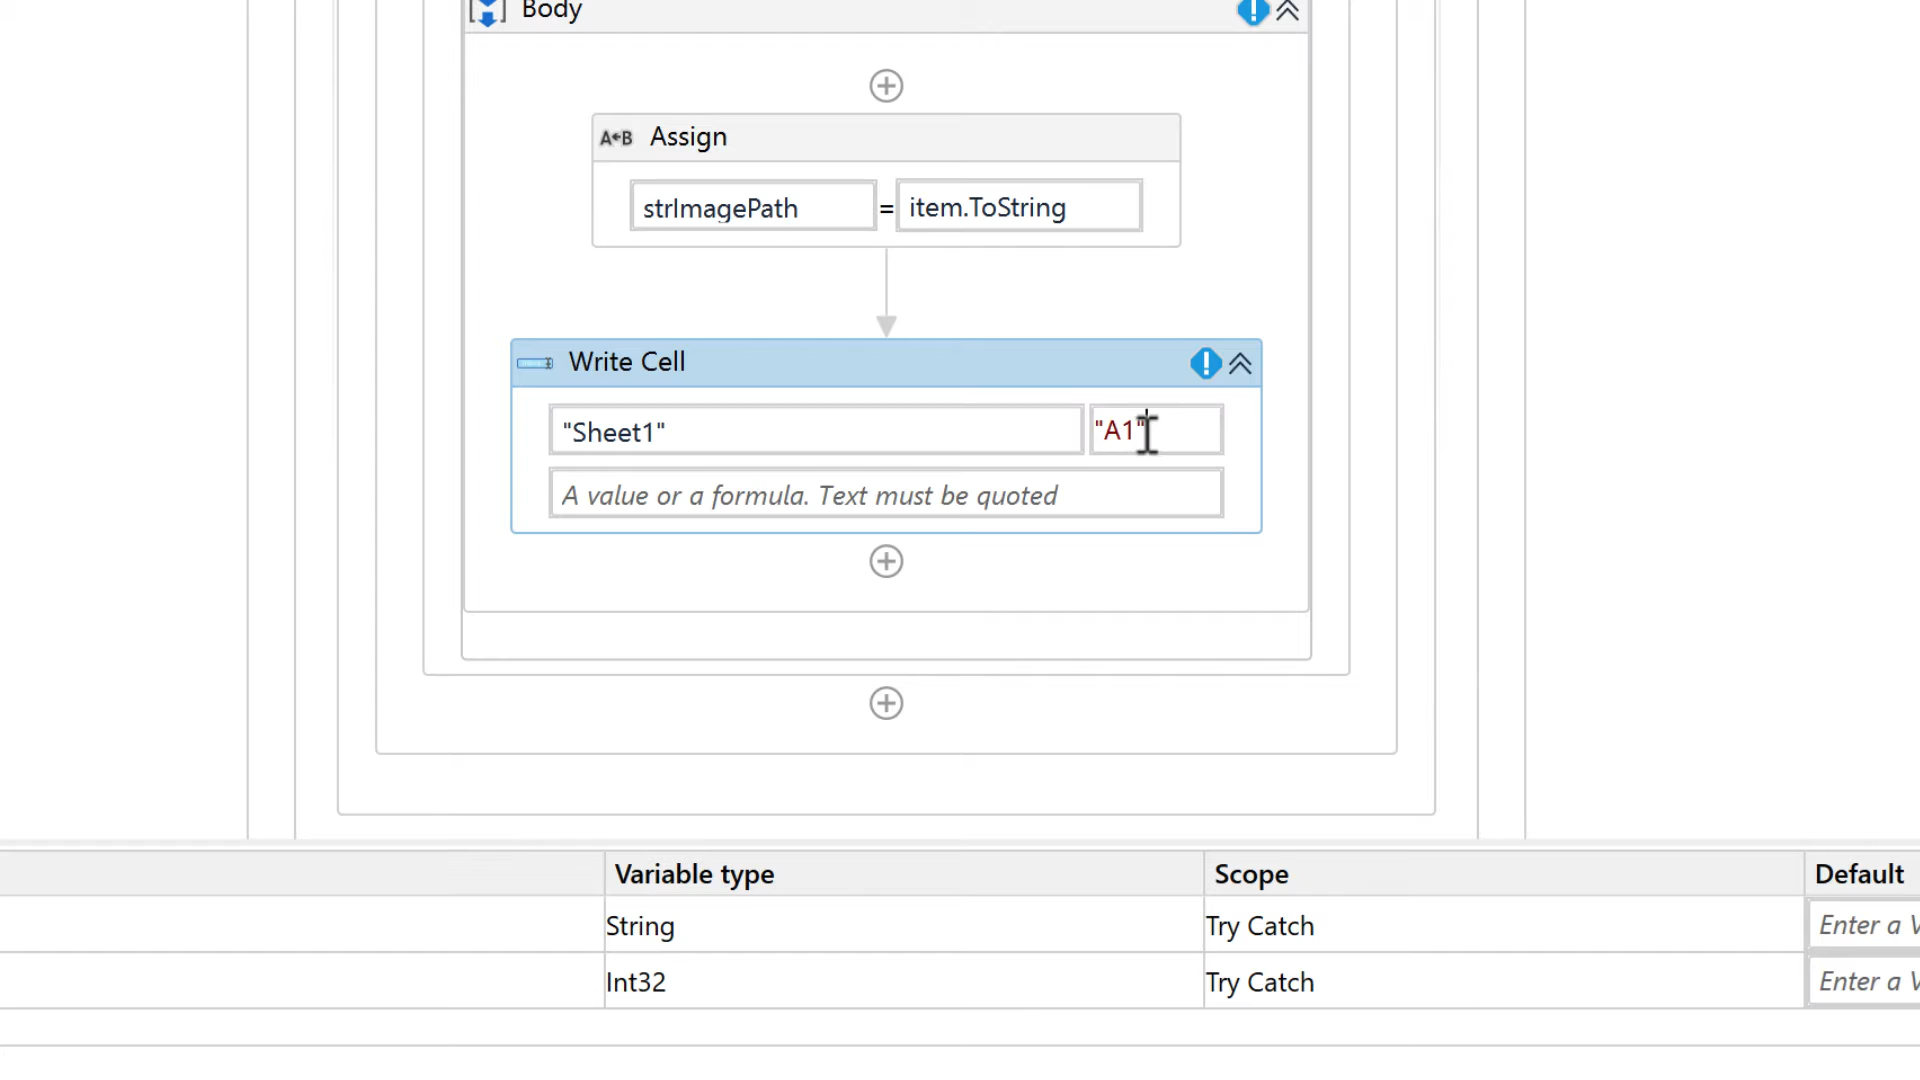 Body
A←B Assign
strImagePath = item.ToString
Write Cell
"Sheet1" "A1"
A value or a formula. Text must be quoted
Variable type Scope Default
String Try Catch Enter a V
Int32 Try Catch Enter a V